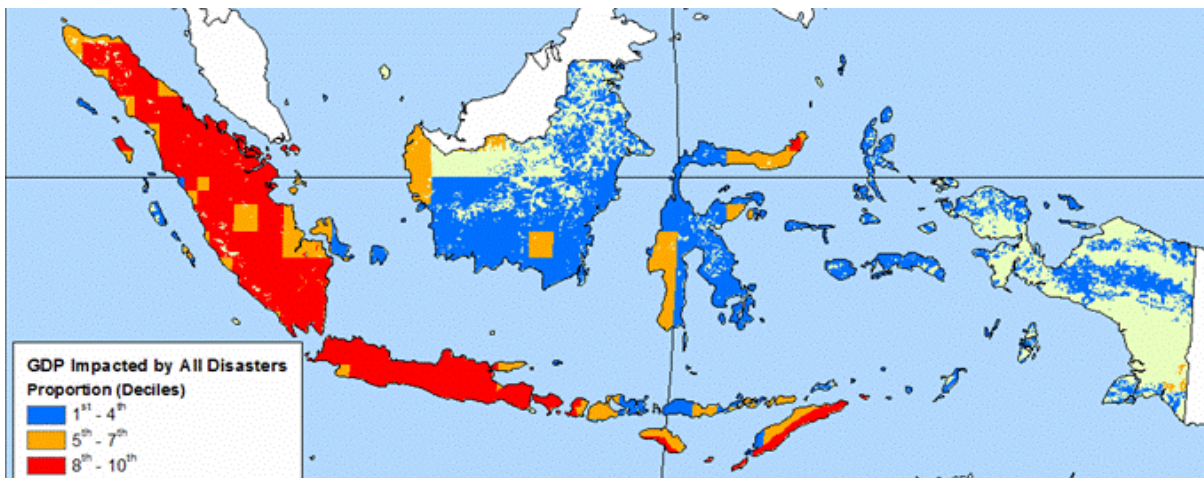 GDP Impacted by All Disasters
Proportion (Deciles)
1st - 4th
5th - 7th
8th - 10th